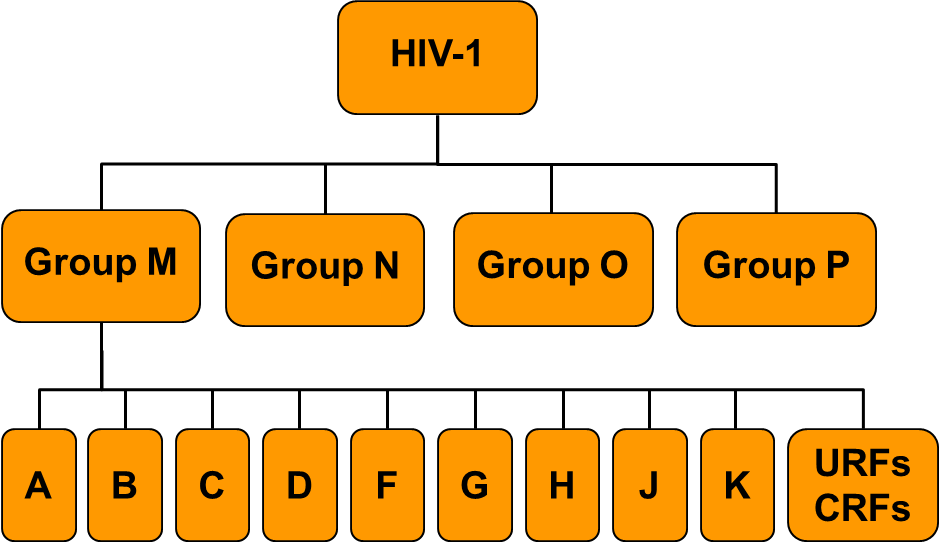 HIV-1
Group M
Group N
Group O
Group P
A
B
C
D
F
G
H
J
K
URFs
CRFs